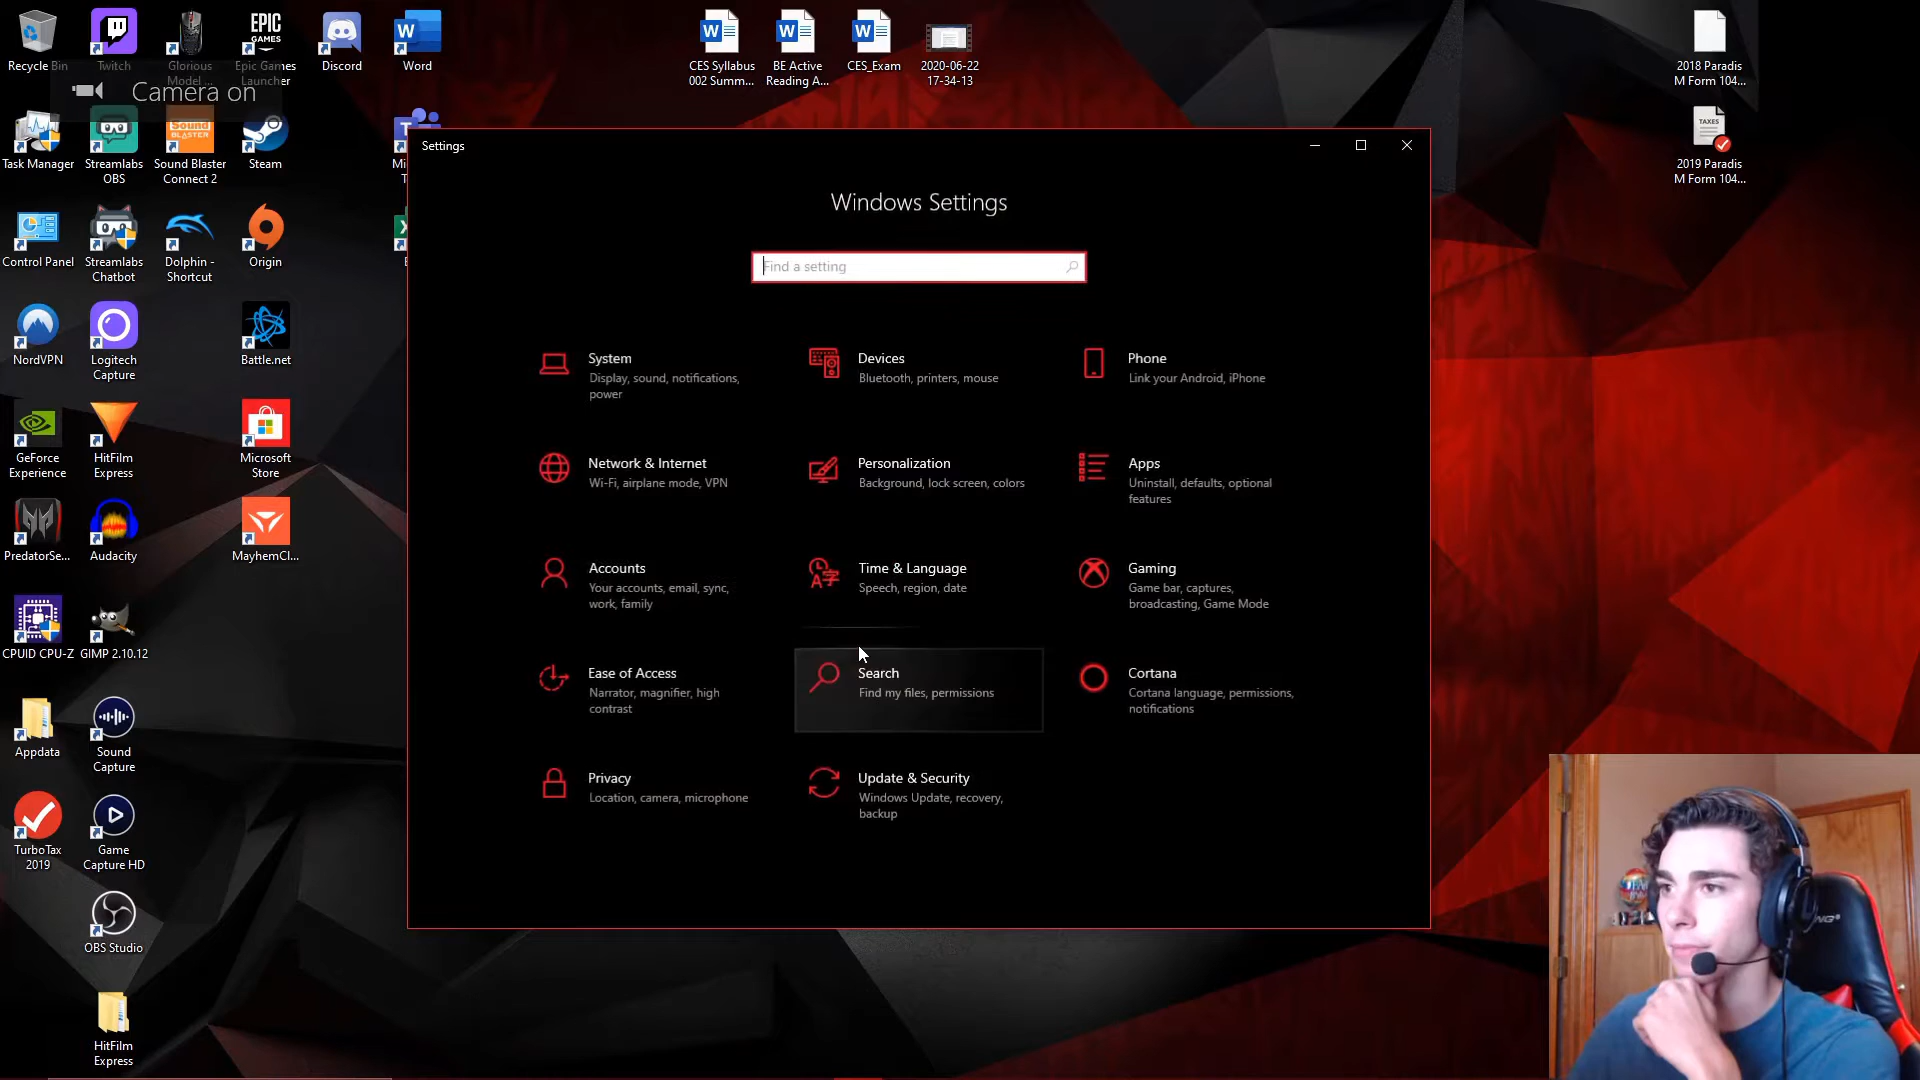 Recycle Bin
Twitch
Glorious
Model ...
EPIC
GAMES
Epic Games
Launcher
Discord
W
Word
W
CES Syllabus
002 Summ...
W
BE Active
Reading A...
W
CES_Exam
2020-06-22
17-34-13
2018 Paradis
M Form 104...
Camera on
Task Manager
Streamlabs
OBS
Sound
BLASTER
Sound Blaster
Connect 2
Steam
TAXES
2019 Paradis
M Form 104...
Control Panel
Streamlabs
Chatbot
Dolphin -
Shortcut
Origin
NordVPN
Logitech
Capture
Battle.net
GeForce
Experience
HitFilm
Express
Microsoft
Store
PredatorSe...
Audacity
MayhemCl...
CPUID CPU-Z
GIMP 2.10.12
Appdata
Sound
Capture
TurboTax
2019
Game
Capture HD
OBS Studio
HitFilm
Express
Settings
Windows Settings
Find a setting
System
Display, sound, notifications,
power
Devices
Bluetooth, printers, mouse
Phone
Link your Android, iPhone
Network & Internet
Wi-Fi, airplane mode, VPN
Personalization
Background, lock screen, colors
Apps
Uninstall, defaults, optional
features
Accounts
Your accounts, email, sync,
work, family
Time & Language
Speech, region, date
Gaming
Game bar, captures,
broadcasting, Game Mode
Ease of Access
Narrator, magnifier, high
contrast
Search
Find my files, permissions
Cortana
Cortana language, permissions,
notifications
Privacy
Location, camera, microphone
Update & Security
Windows Update, recovery,
backup